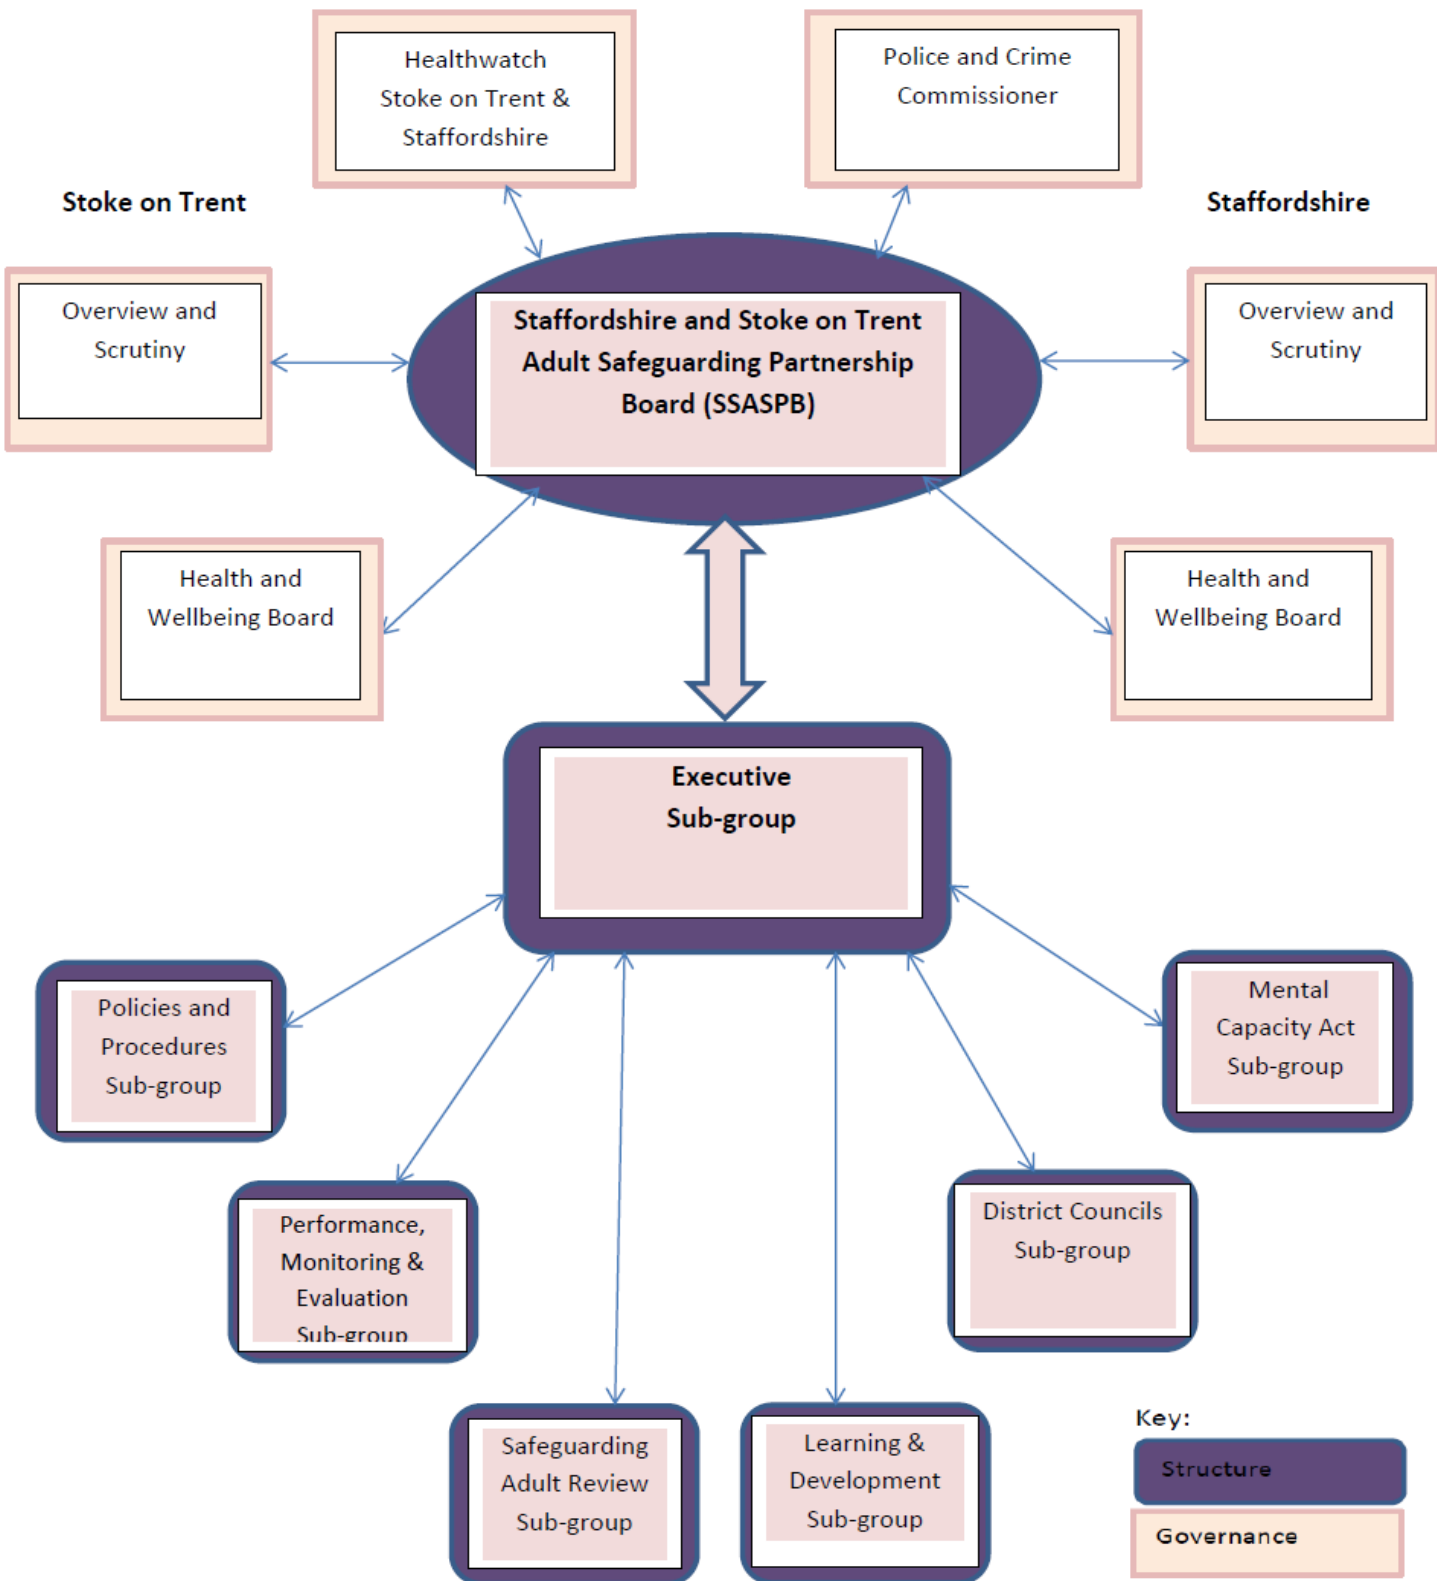 Healthwatch
Stoke on Trent &
Staffordshire
Police and Crime
Commissioner
Stoke on Trent
Staffordshire
Overview and
Scrutiny
Staffordshire and Stoke on Trent
Adult Safeguarding Partnership
Board (SSASPB)
Overview and
Scrutiny
Health and
Wellbeing Board
Health and
Wellbeing Board
Executive
Sub-group
Policies and
Procedures
Sub-group
Mental
Capacity Act
Sub-group
Performance,
Monitoring &
Evaluation
Sub-group
District Councils
Sub-group
Safeguarding
Adult Review
Sub-group
Learning &
Development
Sub-group
Key:
Structure
Governance